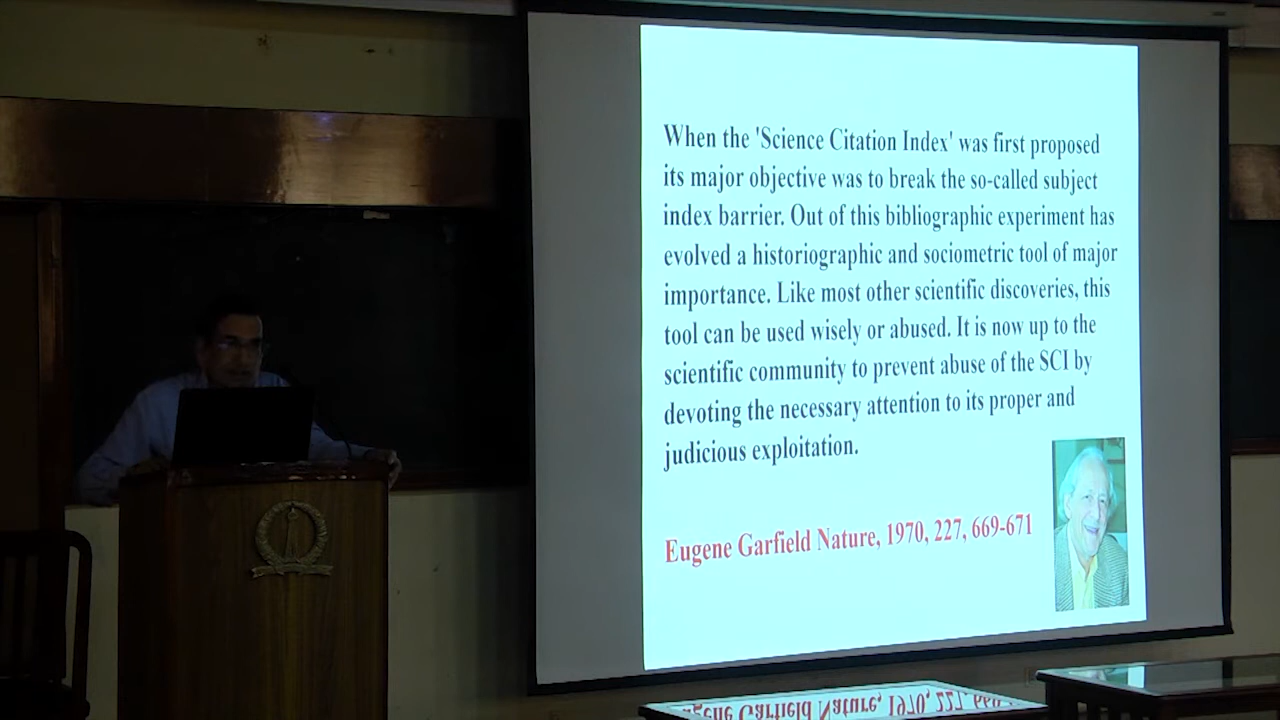 When the 'Science Citation Index' was first proposed
its major objective was to break the so-called subject
index barrier. Out of this bibliographic experiment has
evolved a historiographic and sociometric tool of major
importance. Like most other scientific discoveries, this
tool can be used wisely or abused. It is now up to the
scientific community to prevent abuse of the SCI by
devoting the necessary attention to its proper and
judicious exploitation.
Eugene Garfield Nature, 1970, 227, 669-671